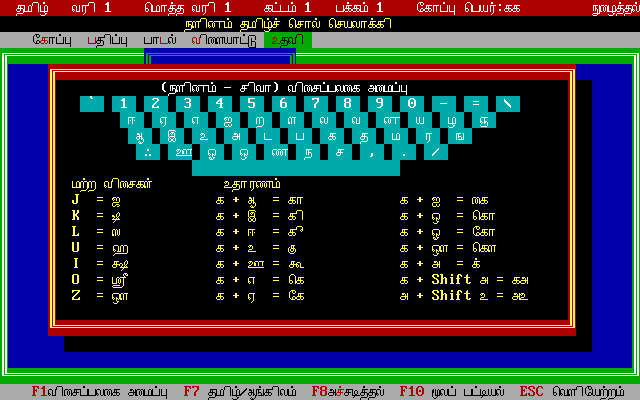 தமிழ் வரி 1 மொத்த வரி 1 கட்டம் 1 பக்கம் 1 கோப்பு பெயர்:கக நுழைத்தல்
நூரினம் தமிழ்ச் சொல் செயலாக்கி
கோப்பு பதிப்பு பாடல் விளையாட்டு உதவி
(நூரினம் - சிவா) விசைப்பலகை அமைப்பு
` 1 2 3 4 5 6 7 8 9 0 - = \
ஈ ஏ எ ஐ ற ள ல வ ன ய ழ ஞ
ஆ இ உ அ ட ப க த ம ர ங
ஃ ஊ ஓ ஒ ண ந ச , . /
மற்ற விசைகள் உதாரணம்
J = ஜ க + ஆ = கா க + ஐ = கை
K = ஷ க + இ = கி க + ஒ = கொ
L = ஸ க + ஈ = கீ க + ஓ = கோ
U = ஹ க + உ = கு க + ஔ = கௌ
I = க்ஷ க + ஊ = கூ க + அ = க்
O = ஸ்ரீ க + எ = கெ க + Shift அ = கஅ
Z = ஔ க + ஏ = கே அ + Shift உ = அஉ
F1விசைப்பலகை அமைப்பு F7 தமிழ்/ஆங்கிலம் F8அச்சடித்தல் F10 மூலப் பட்டியல் ESC வெளியேற்றம்